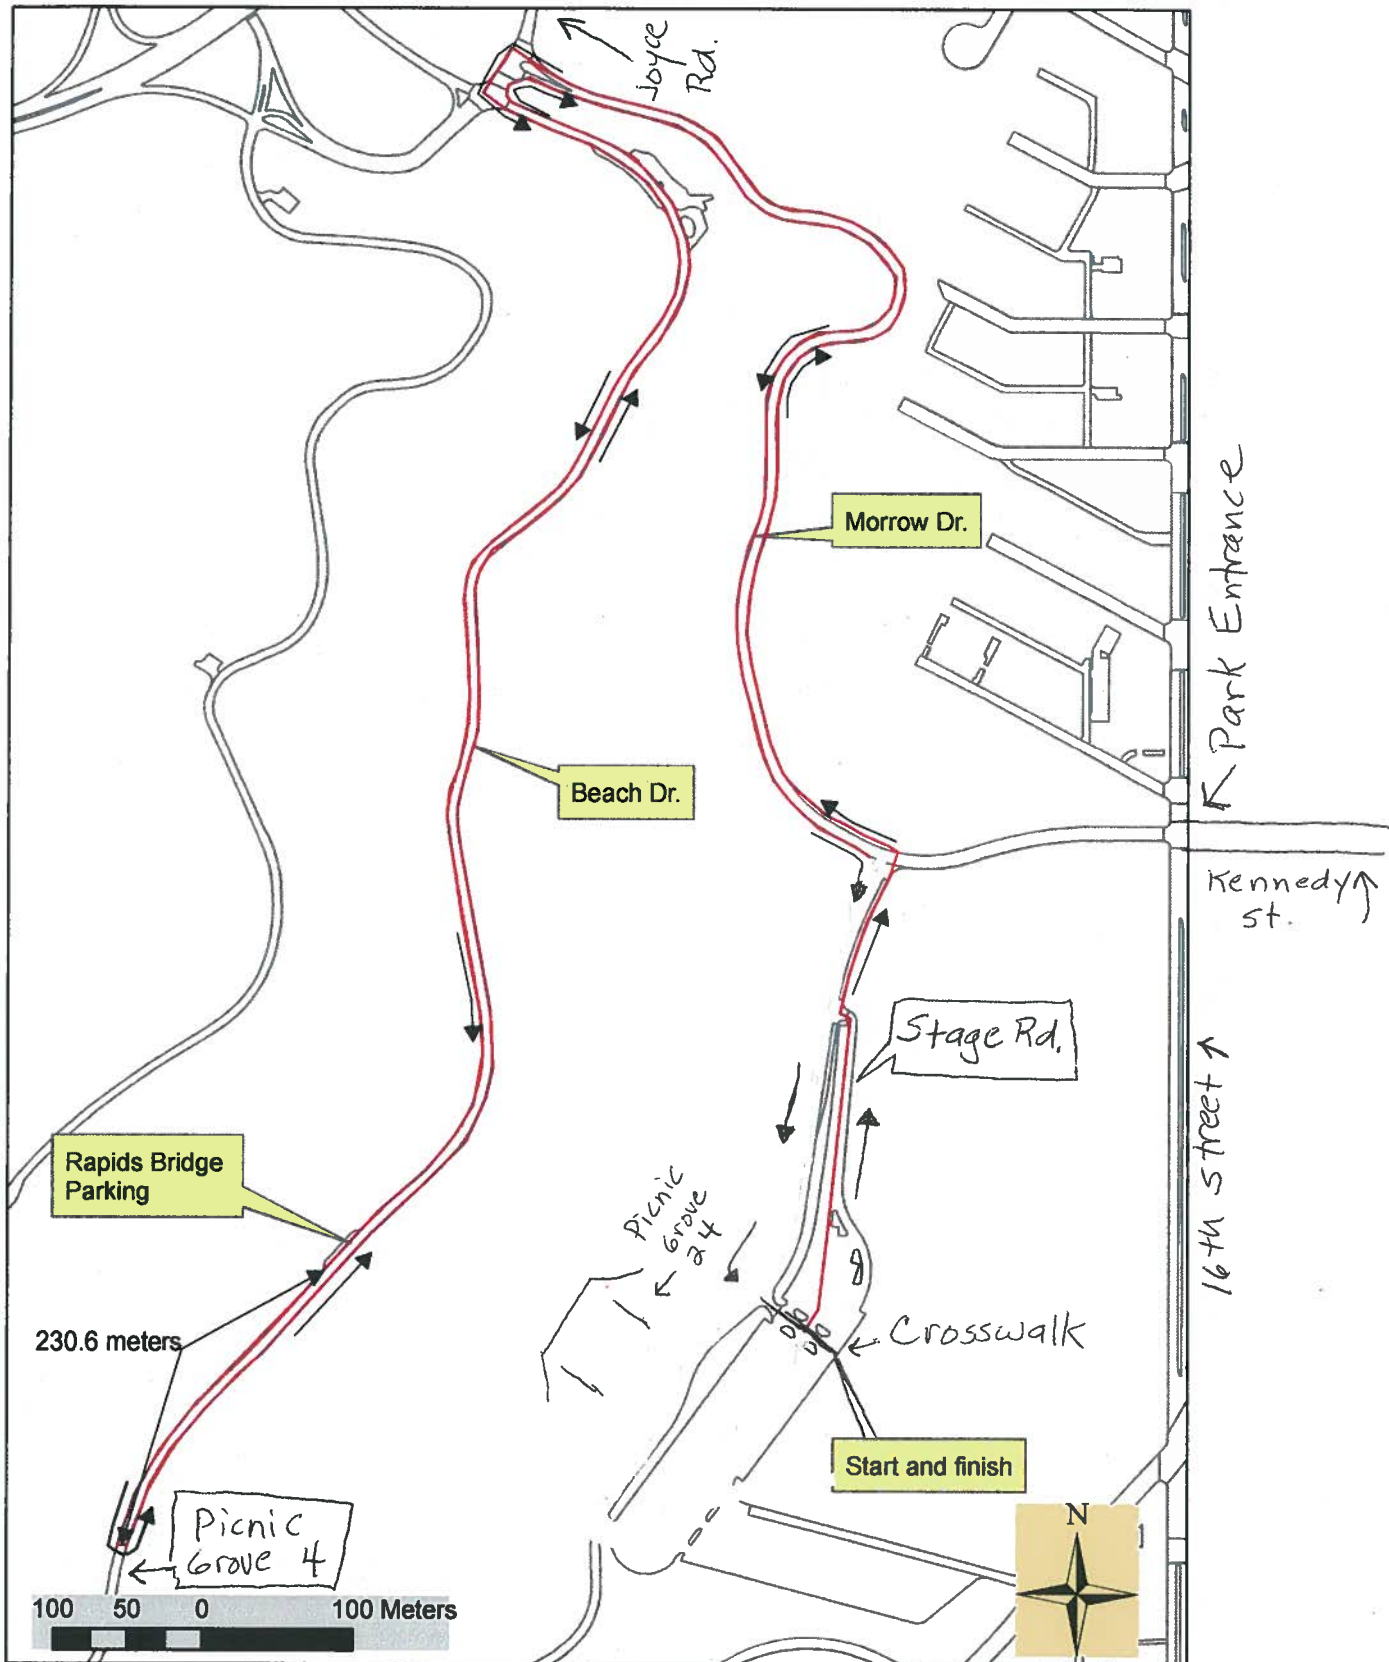 Joyce
Rd.
Morrow Dr.
Park Entrance
Beach Dr.
Kennedy
St.
Stage Rd.
16th Street
Rapids Bridge
Parking
Picnic
Grove
24
230.6 meters
Crosswalk
Start and finish
Picnic
Grove 4
N
100 50 0 100 Meters